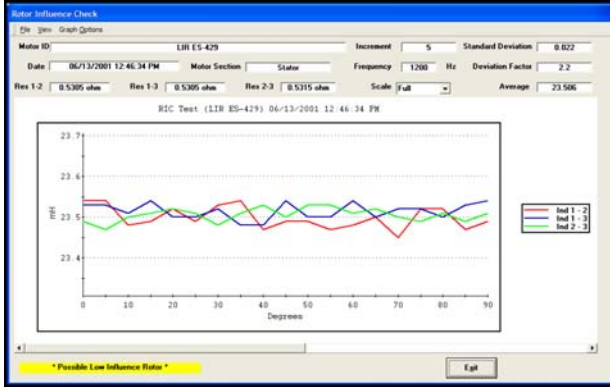 Rotor Influence Check
File View Graph Options
Motor ID LIR ES-429 Increment 5 Standard Deviation 0.022
Date 06/13/2001 12:46:34 PM Motor Section Stator Frequency 1200 Hz Deviation Factor 2.2
Res 1-2 0.5305 ohm Res 1-3 0.5305 ohm Res 2-3 0.5315 ohm Scale Full Average 23.506
RIC Test (LIR ES-429) 06/13/2001 12:46:34 PM
23.7
23.6
mH
23.5
23.4
Ind 1 - 2
Ind 1 - 3
Ind 2 - 3
0 10 20 30 40 50 60 70 80 90
Degrees
* Possible Low Influence Rotor *
Exit